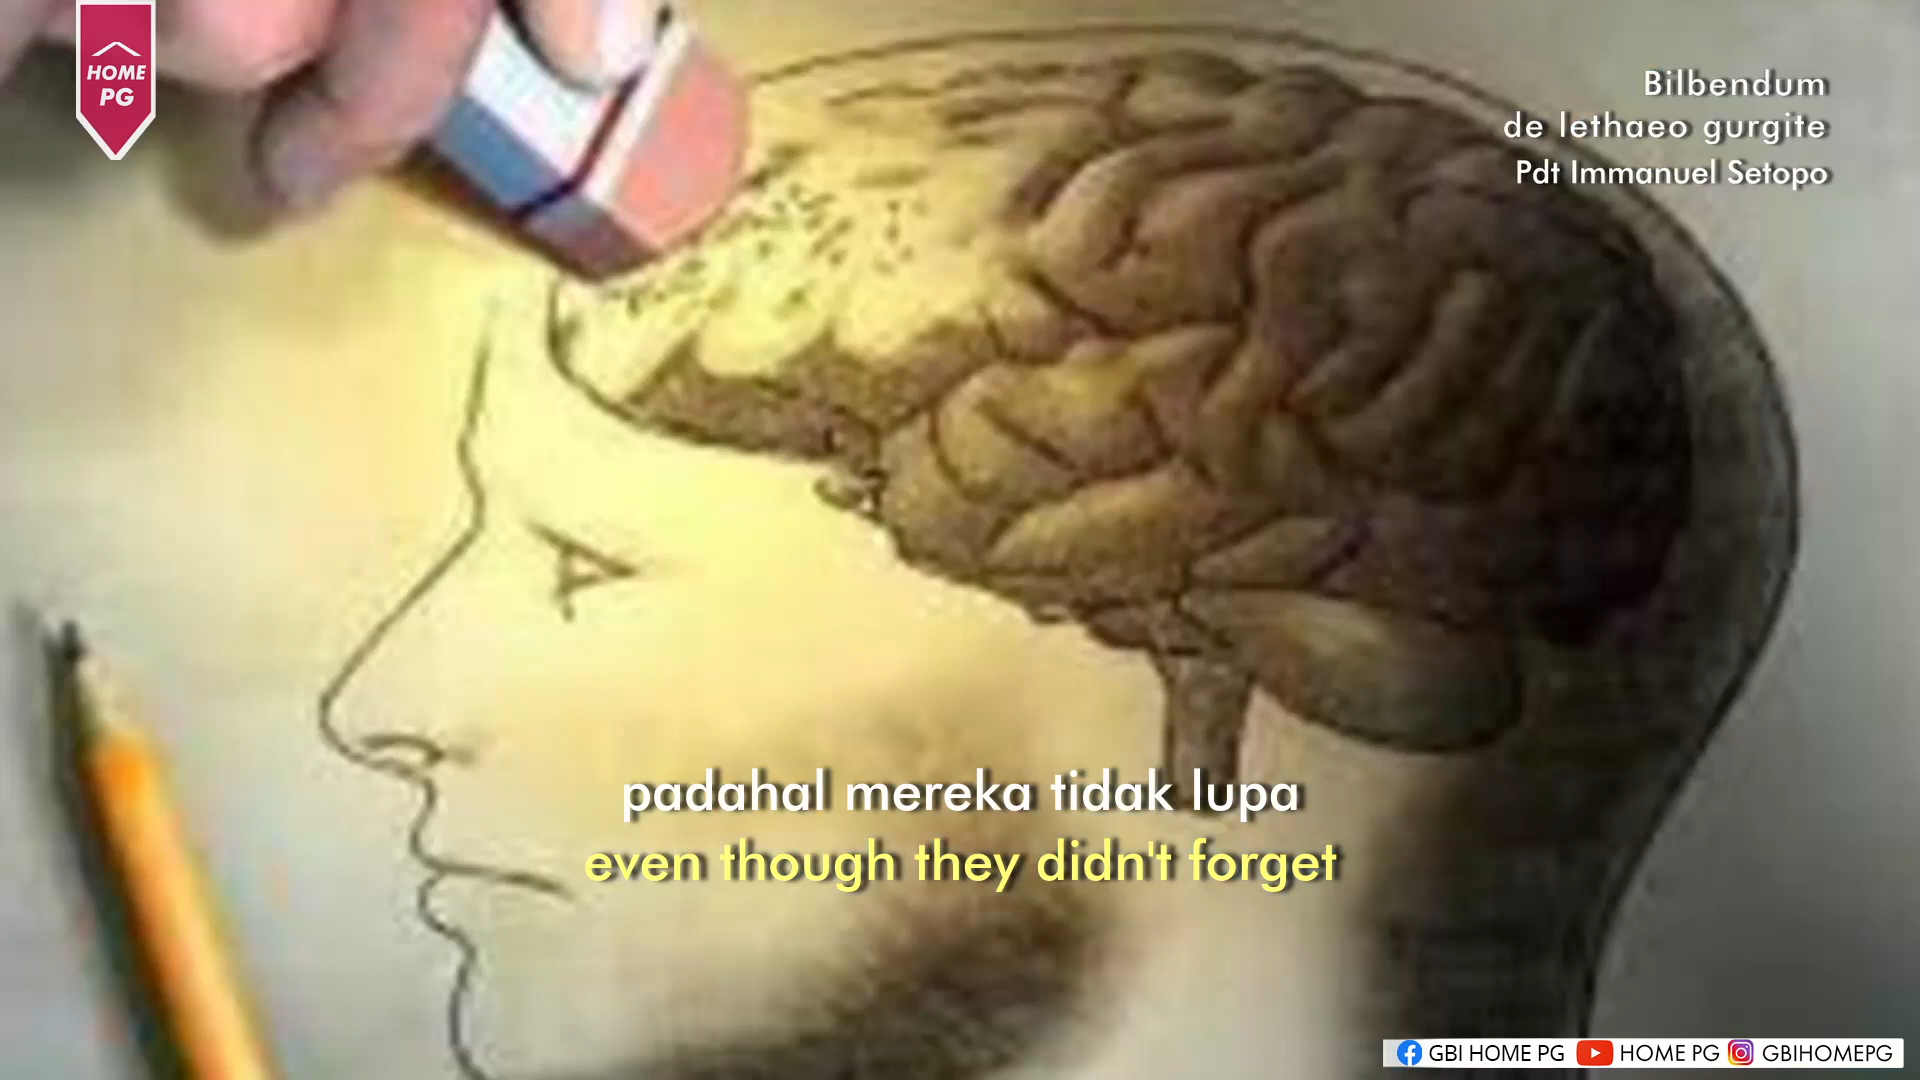 HOME
PG
Bilbendum
de lethaeo gurgite
Pdt Immanuel Setopo
padahal mereka tidak lupa
even though they didn't forget
GBI HOME PG HOME PG GBIHOMEPG